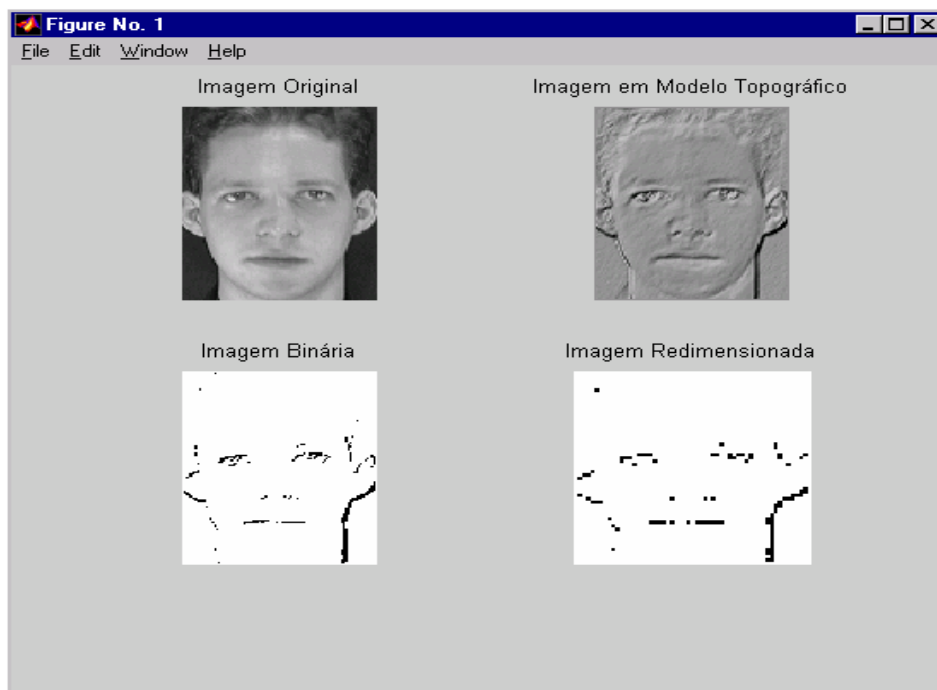 Figure No. 1
File Edit Window Help
Imagem Original
Imagem em Modelo Topográfico
Imagem Binária
Imagem Redimensionada